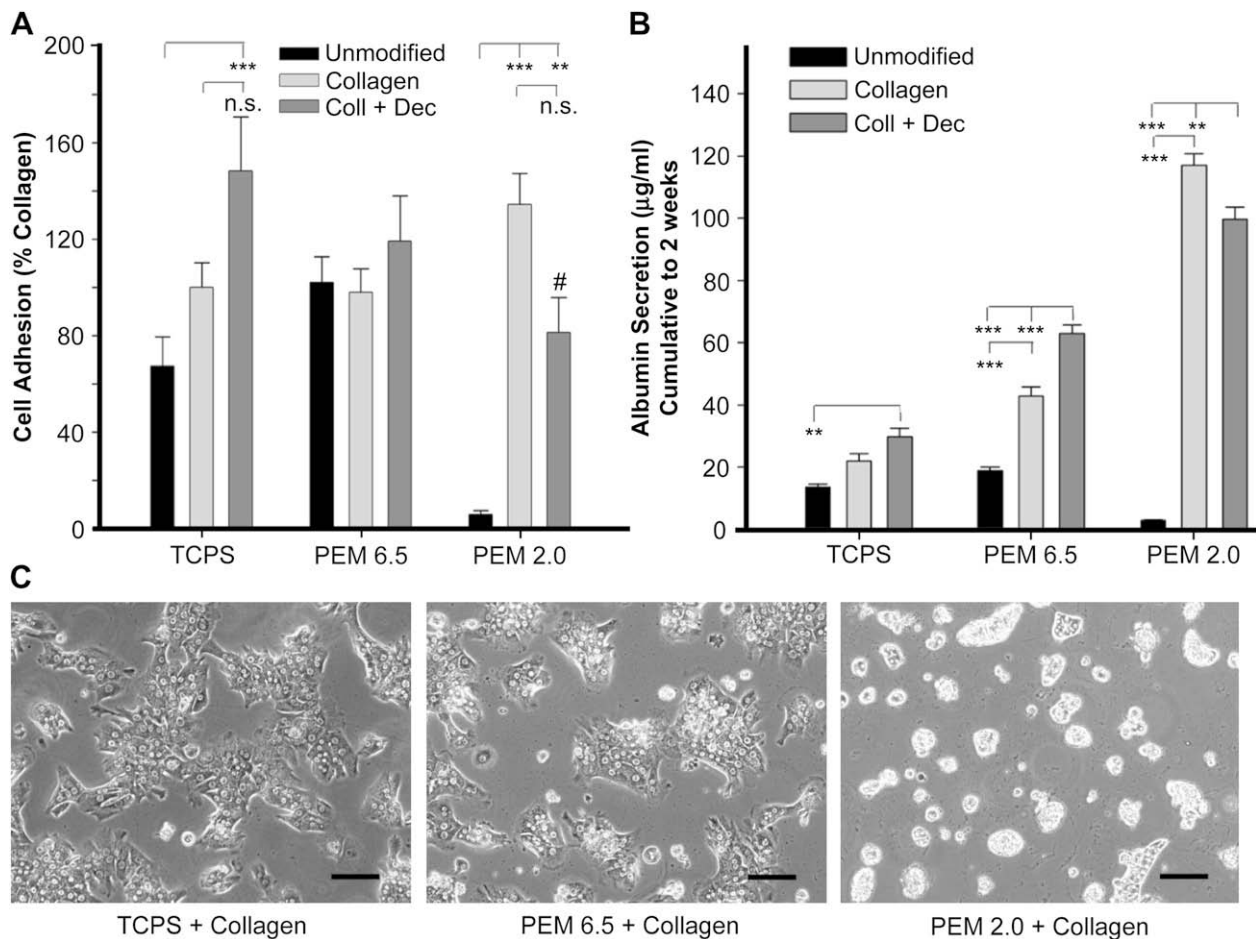 A
200
160
120
80
40
0
Cell Adhesion (% Collagen)
Unmodified
Collagen
Coll + Dec
***
n.s.
*** **
n.s.
#
TCPS PEM 6.5 PEM 2.0
B
140
120
100
80
60
40
20
0
Albumin Secretion (μg/ml)
Cumulative to 2 weeks
Unmodified
Collagen
Coll + Dec
**
*** ***
***
*** **
***
TCPS PEM 6.5 PEM 2.0
C
TCPS + Collagen PEM 6.5 + Collagen PEM 2.0 + Collagen